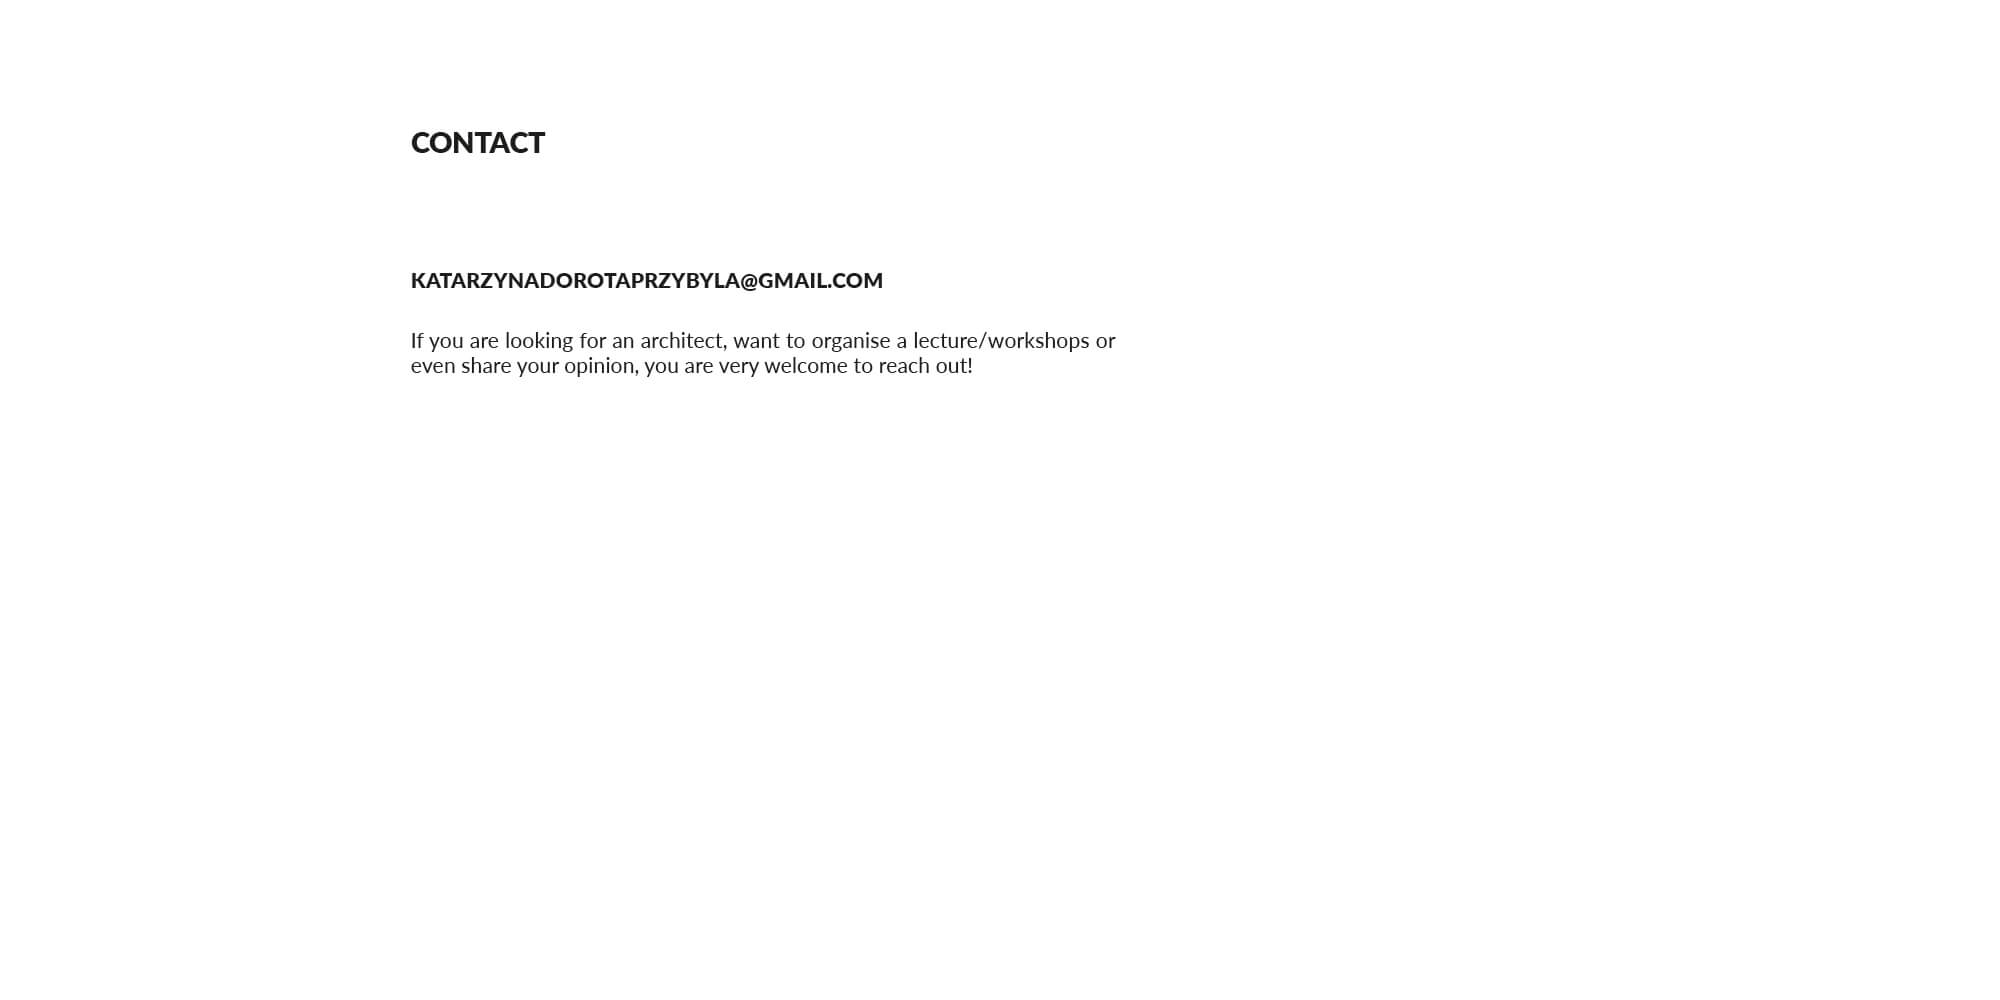 CONTACT
KATARZYNADOROTAPRZYBYLA@GMAIL.COM
If you are looking for an architect, want to organise a lecture/workshops or
even share your opinion, you are very welcome to reach out!